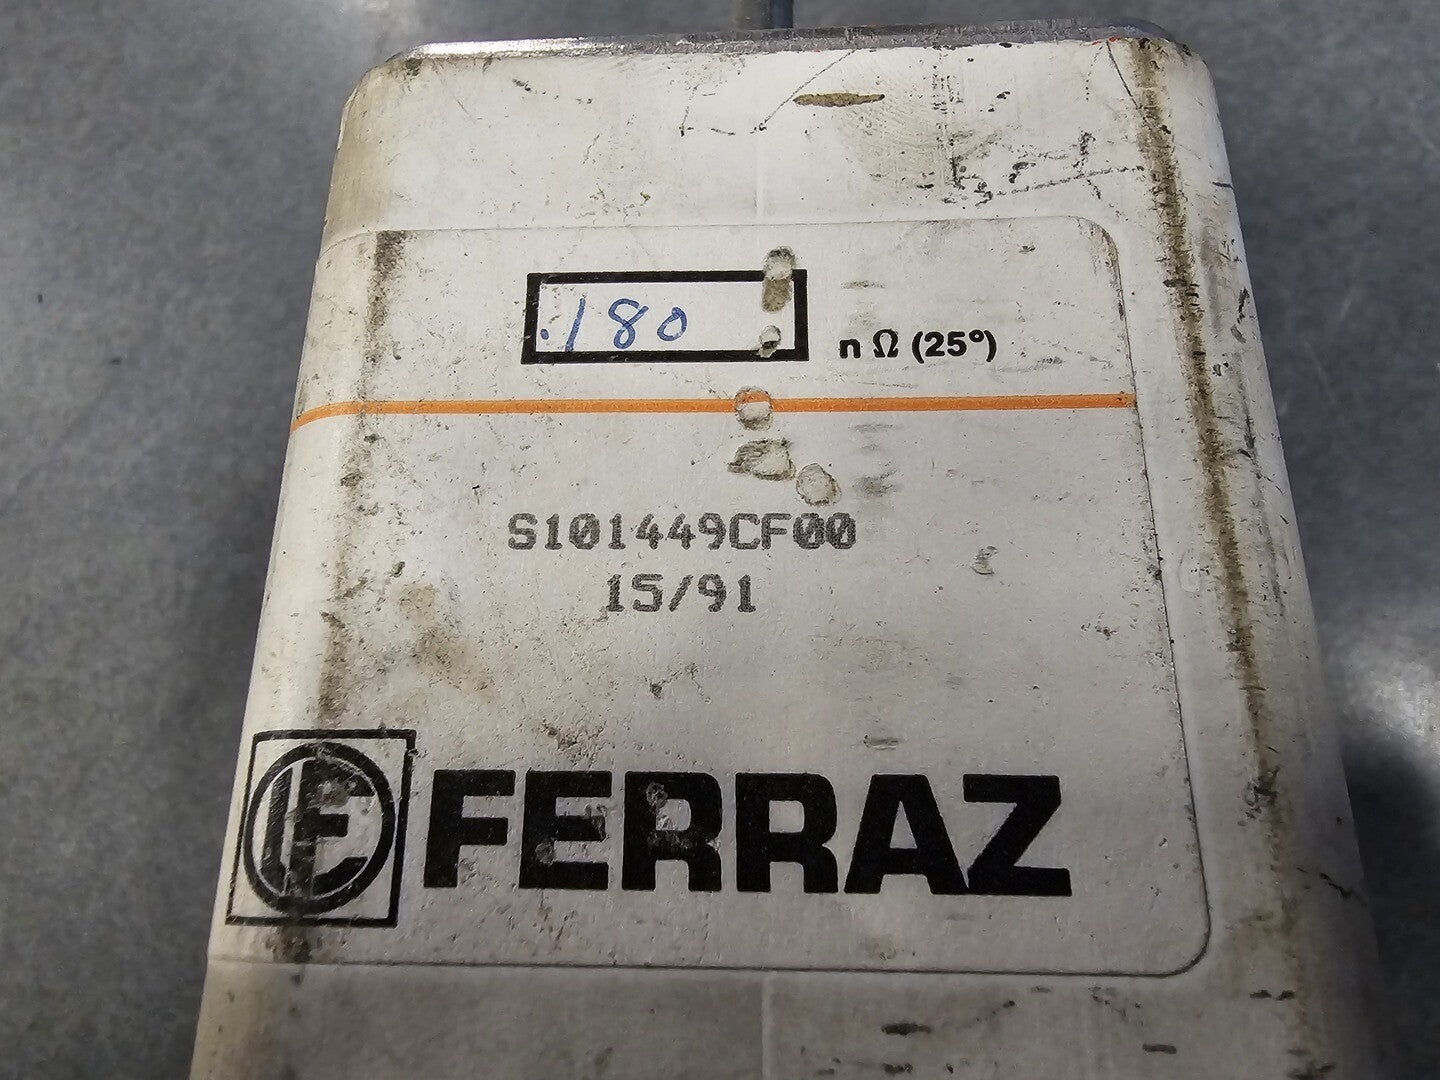 .180 n Ω (25°)
S101449CF00
15/91
FERRAZ